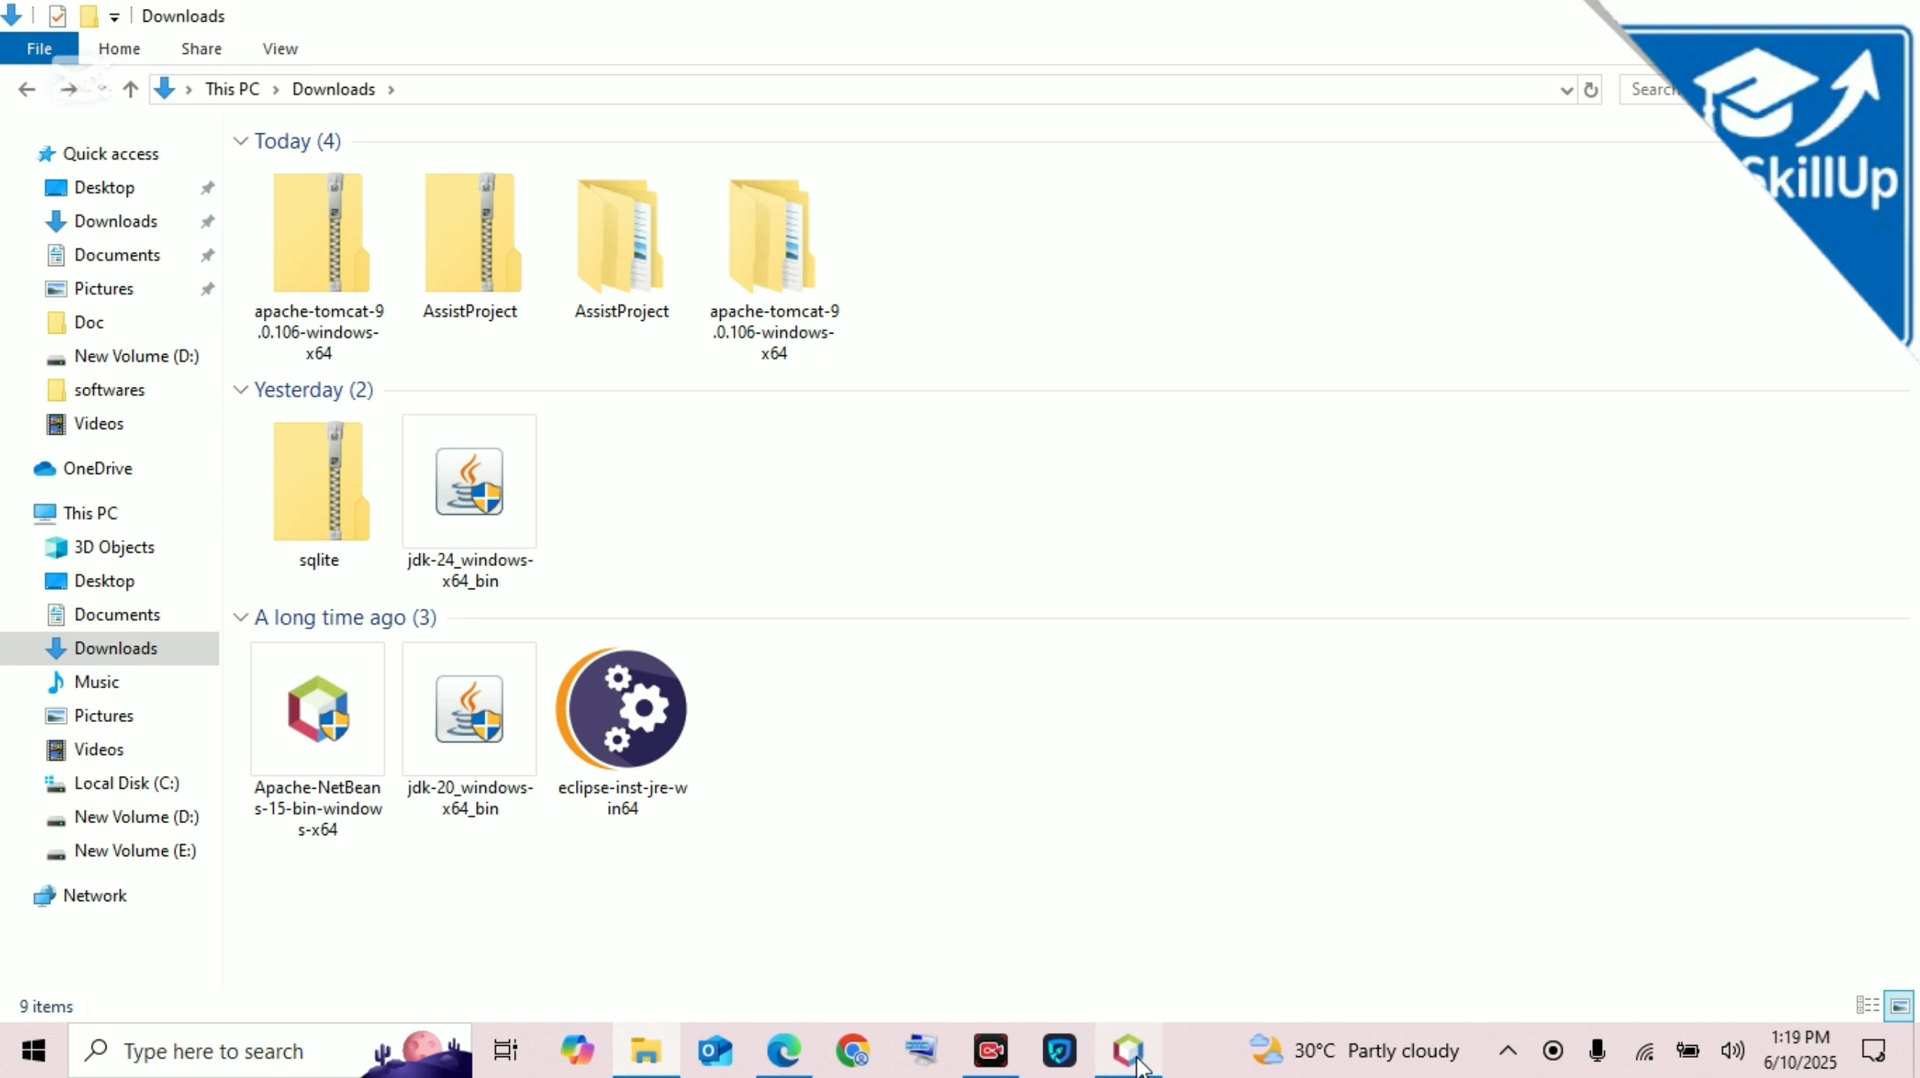 Downloads
File Home Share View
This PC Downloads
Search
SkillUp
Quick access
Desktop
Downloads
Documents
Pictures
Doc
New Volume (D:)
softwares
Videos
OneDrive
This PC
3D Objects
Desktop
Documents
Downloads
Music
Pictures
Videos
Local Disk (C:)
New Volume (D:)
New Volume (E:)
Network
Today (4)
apache-tomcat-9
.0.106-windows-
x64
AssistProject
AssistProject
apache-tomcat-9
.0.106-windows-
x64
Yesterday (2)
sqlite
jdk-24_windows-
x64_bin
A long time ago (3)
Apache-NetBean
s-15-bin-window
s-x64
jdk-20_windows-
x64_bin
eclipse-inst-jre-w
in64
9 items
Type here to search
30°C Partly cloudy
1:19 PM
6/10/2025